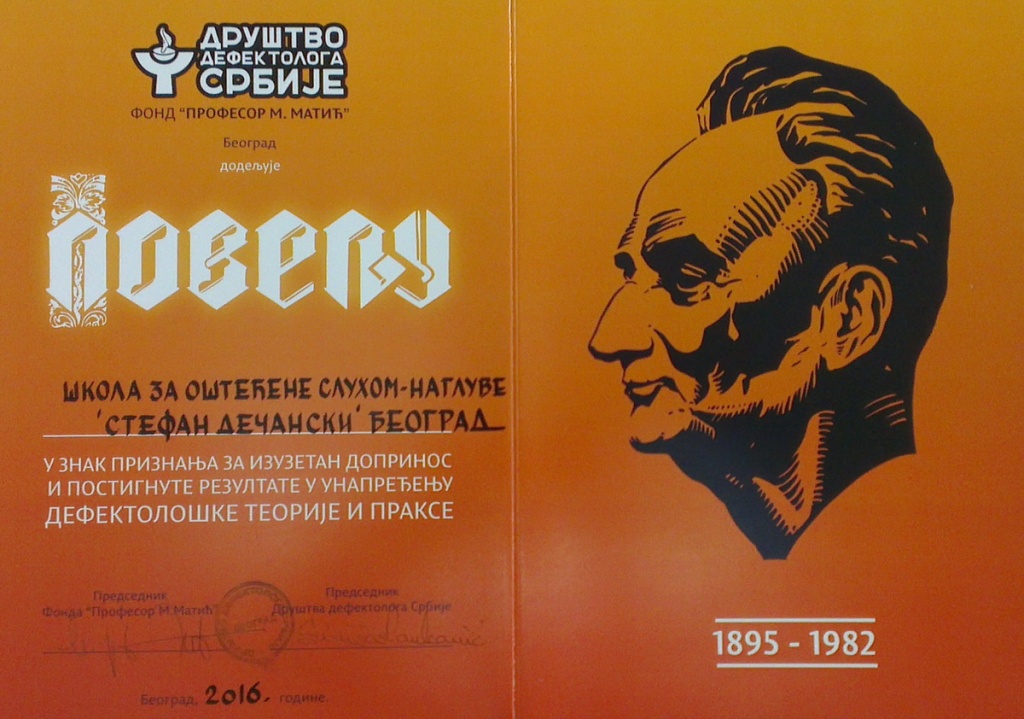 ДРУШТВО
ДЕФЕКТОЛОГА
СРБИЈЕ
ФОНД "ПРОФЕСОР М. МАТИЋ"
Београд
додељује
ПОВЕЉУ
ШКОЛА ЗА ОШТЕЋЕНЕ СЛУХОМ-НАГЛУВЕ
'СТЕФАН ДЕЧАНСКИ' БЕОГРАД
У ЗНАК ПРИЗНАЊА ЗА ИЗУЗЕТАН ДОПРИНОС
И ПОСТИГНУТЕ РЕЗУЛТАТЕ У УНАПРЕЂЕЊУ
ДЕФЕКТОЛОШКЕ ТЕОРИЈЕ И ПРАКСЕ
Председник
Фонда "Професор М.Матић"
Председник
Друштва дефектолога Србије
Београд, 2016. године.
1895 - 1982